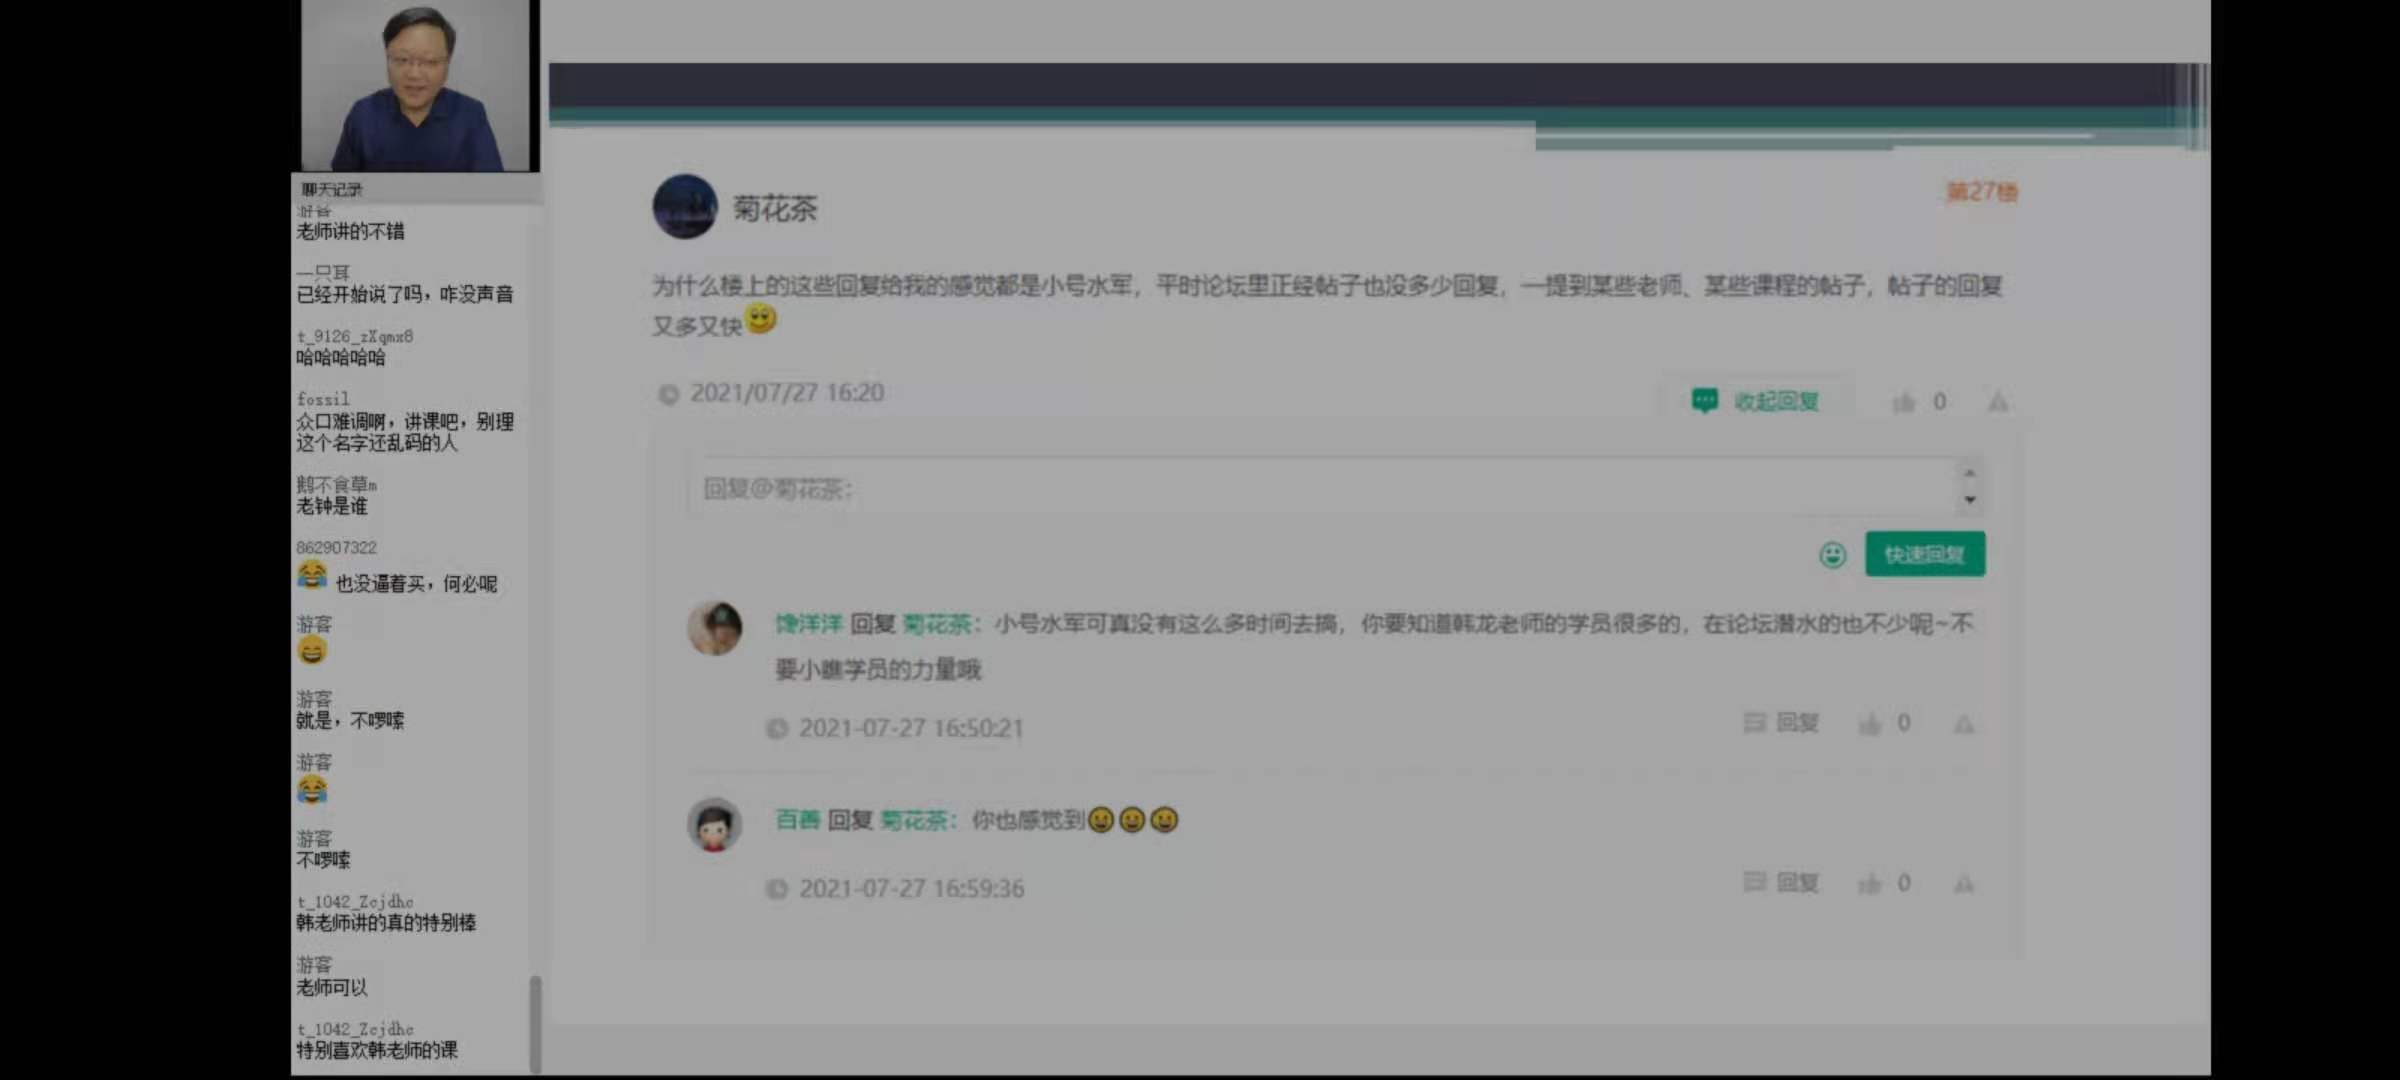 聊天记录
游客
老师讲的不错
一只耳
已经开始说了吗，咋没声音
t_9126_zXqmx8
哈哈哈哈哈
fossil
众口难调啊，讲课吧，别理
这个名字还乱码的人
鹅不食草m
老钟是谁
862907322
😂 也没逼着买，何必呢
游客
😄
游客
就是，不啰嗦
游客
😂
游客
不啰嗦
t_1042_Zcjdhc
韩老师讲的真的特别棒
游客
老师可以
t_1042_Zcjdhc
特别喜欢韩老师的课
菊花茶
第27楼
为什么楼上的这些回复给我的感觉都是小号水军，平时论坛里正经帖子也没多少回复，一提到某些老师、某些课程的帖子，帖子的回复
又多又快
2021/07/27 16:20
收起回复
0
回复@菊花茶：
快速回复
馋洋洋 回复 菊花茶：小号水军可真没有这么多时间去搞，你要知道韩龙老师的学员很多的，在论坛潜水的也不少呢~不
要小瞧学员的力量哦
2021-07-27 16:50:21
回复
0
百善 回复 菊花茶：你也感觉到
2021-07-27 16:59:36
回复
0